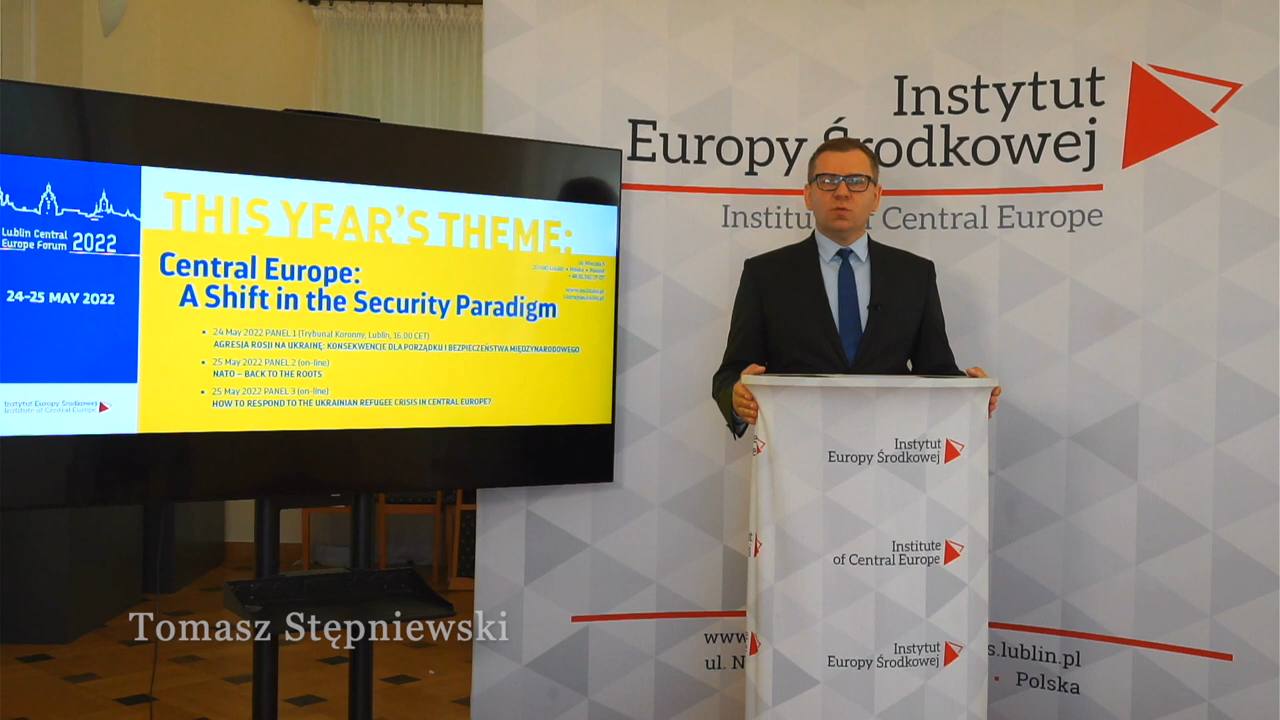 Lublin Central
Europe Forum 2022
24-25 MAY 2022
Instytut Europy Środkowej
Institute of Central Europe
THIS YEAR'S THEME:
Central Europe:
A Shift in the Security Paradigm
24 May 2022 PANEL 1 (Trybunał Koronny, Lublin, 16.00 CET)
AGRESJA ROSJI NA UKRAINĘ: KONSEKWENCJE DLA PORZĄDKU I BEZPIECZEŃSTWA MIĘDZYNARODOWEGO
25 May 2022 PANEL 2 (on-line)
NATO – BACK TO THE ROOTS
25 May 2022 PANEL 3 (on-line)
HOW TO RESPOND TO THE UKRAINIAN REFUGEE CRISIS IN CENTRAL EUROPE?
Instytut
Europy Środkowej
Institute of Central Europe
Instytut
Europy Środkowej
Institute
of Central Europe
Instytut
Europy Środkowej
www
s.lublin.pl
ul. N
Polska
Tomasz Stępniewski